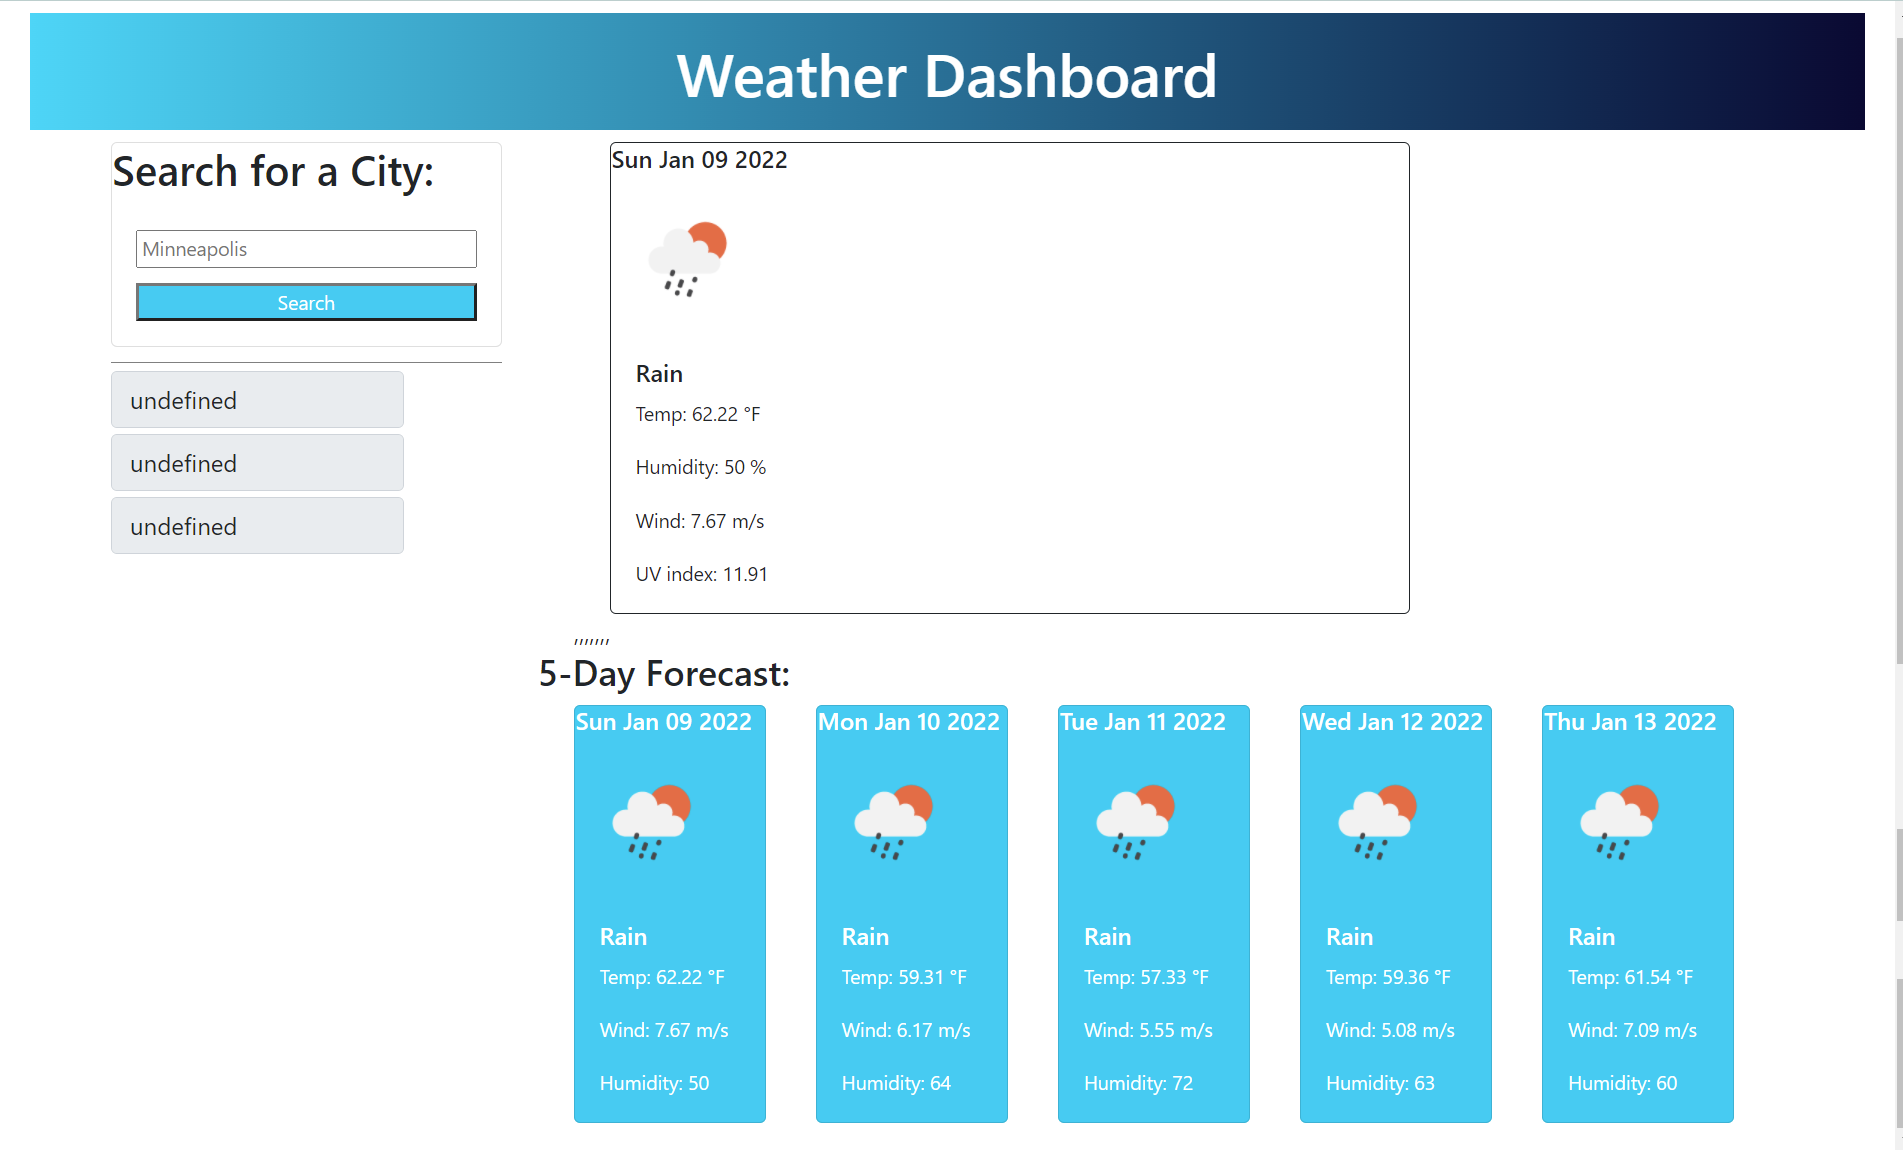 Weather Dashboard
Search for a City:
Minneapolis
Search
undefined
undefined
undefined
Sun Jan 09 2022
Rain
Temp: 62.22 °F
Humidity: 50 %
Wind: 7.67 m/s
UV index: 11.91
,,,,,,,
5-Day Forecast:
Sun Jan 09 2022
Rain
Temp: 62.22 °F
Wind: 7.67 m/s
Humidity: 50
Mon Jan 10 2022
Rain
Temp: 59.31 °F
Wind: 6.17 m/s
Humidity: 64
Tue Jan 11 2022
Rain
Temp: 57.33 °F
Wind: 5.55 m/s
Humidity: 72
Wed Jan 12 2022
Rain
Temp: 59.36 °F
Wind: 5.08 m/s
Humidity: 63
Thu Jan 13 2022
Rain
Temp: 61.54 °F
Wind: 7.09 m/s
Humidity: 60